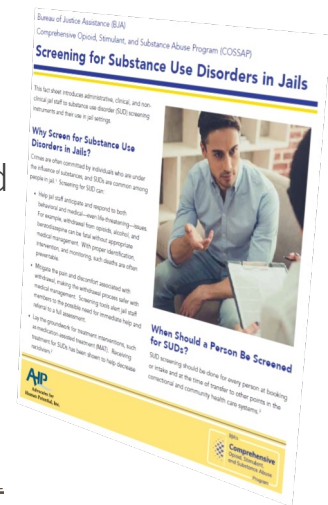 Bureau of Justice Assistance (BJA)
Comprehensive Opioid, Stimulant, and Substance Abuse Program (COSSAP)
Screening for Substance Use Disorders in Jails
This fact sheet introduces administrative, clinical, and non-
clinical jail staff to substance use disorder (SUD) screening
instruments and their use in jail settings.
Why Screen for Substance Use
Disorders in Jails?
Crimes are often committed by individuals who are under
the influence of substances, and SUDs are common among
people in jail.¹ Screening for SUD can:
• Help jail staff anticipate and respond to both
behavioral and medical—even life-threatening—issues.
For example, withdrawal from opioids, alcohol, and
benzodiazepine can be fatal without appropriate
medical management. With proper identification,
intervention, and monitoring, such deaths are often
preventable.
• Mitigate the pain and discomfort associated with
withdrawal, making the withdrawal process safer with
medical management. Screening tools alert jail staff
members to the possible need for immediate help and
referral to a full assessment.
• Lay the groundwork for treatment interventions, such
as medication-assisted treatment (MAT). Receiving
treatment for SUDs has been shown to help decrease
recidivism.²
When Should a Person Be Screened
for SUDs?
SUD screening should be done for every person at booking
or intake and at the time of transfer to other points in the
correctional and community health care systems.³
AHP
Advocates for
Human Potential, Inc.
BJA's
Comprehensive
Opioid, Stimulant,
and Substance Abuse
Program